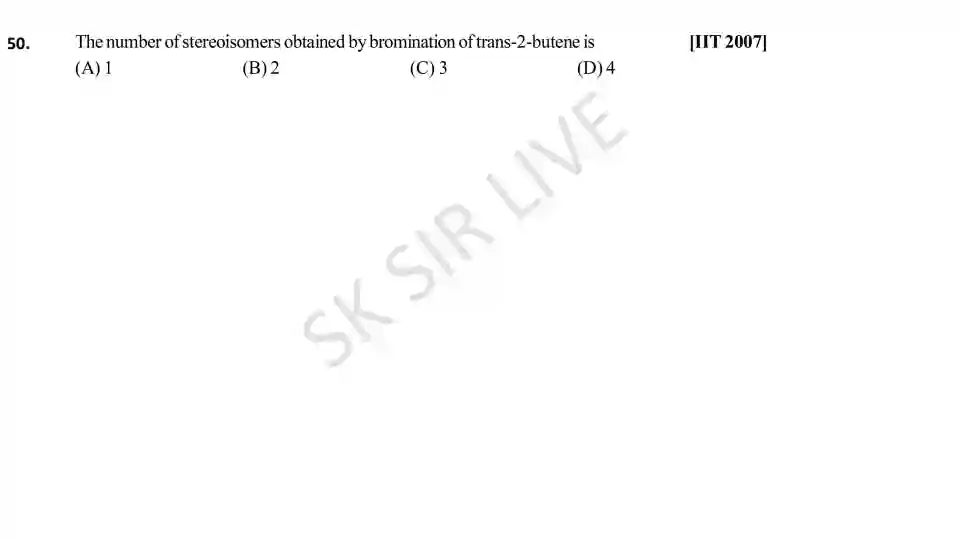 50. The number of stereoisomers obtained by bromination of trans-2-butene is [IIT 2007]
(A) 1 (B) 2 (C) 3 (D) 4
SK SIR LIVE